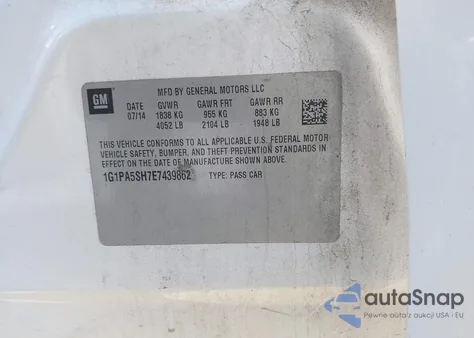 MFD BY GENERAL MOTORS LLC
GM
DATE GVWR GAWR FRT GAWR RR
07/14 1838 KG 955 KG 883 KG
4052 LB 2104 LB 1948 LB
THIS VEHICLE CONFORMS TO ALL APPLICABLE U.S. FEDERAL MOTOR
VEHICLE SAFETY, BUMPER, AND THEFT PREVENTION STANDARDS IN
EFFECT ON THE DATE OF MANUFACTURE SHOWN ABOVE.
1G1PA5SH7E7439862 TYPE: PASS CAR
autoSnap
Pewne auta z aukcji USA i EU